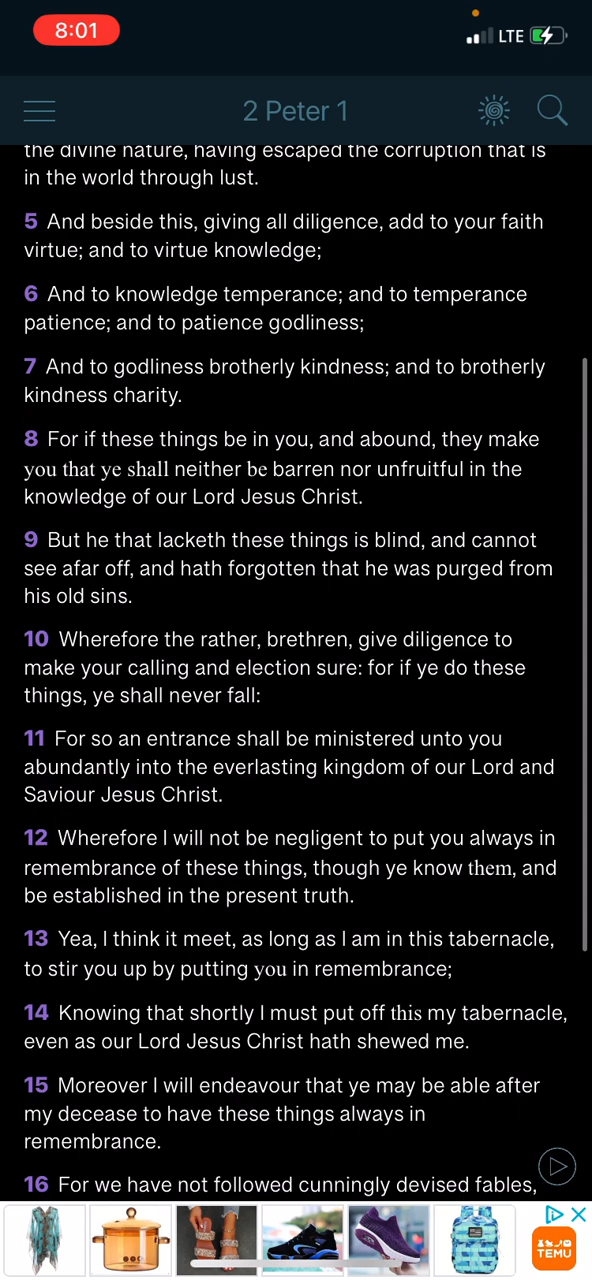 8:01
LTE
2 Peter 1
the divine nature, having escaped the corruption that is
in the world through lust.
5 And beside this, giving all diligence, add to your faith
virtue; and to virtue knowledge;
6 And to knowledge temperance; and to temperance
patience; and to patience godliness;
7 And to godliness brotherly kindness; and to brotherly
kindness charity.
8 For if these things be in you, and abound, they make
you that ye shall neither be barren nor unfruitful in the
knowledge of our Lord Jesus Christ.
9 But he that lacketh these things is blind, and cannot
see afar off, and hath forgotten that he was purged from
his old sins.
10 Wherefore the rather, brethren, give diligence to
make your calling and election sure: for if ye do these
things, ye shall never fall:
11 For so an entrance shall be ministered unto you
abundantly into the everlasting kingdom of our Lord and
Saviour Jesus Christ.
12 Wherefore I will not be negligent to put you always in
remembrance of these things, though ye know them, and
be established in the present truth.
13 Yea, I think it meet, as long as I am in this tabernacle,
to stir you up by putting you in remembrance;
14 Knowing that shortly I must put off this my tabernacle,
even as our Lord Jesus Christ hath shewed me.
15 Moreover I will endeavour that ye may be able after
my decease to have these things always in
remembrance.
16 For we have not followed cunningly devised fables,
TEMU